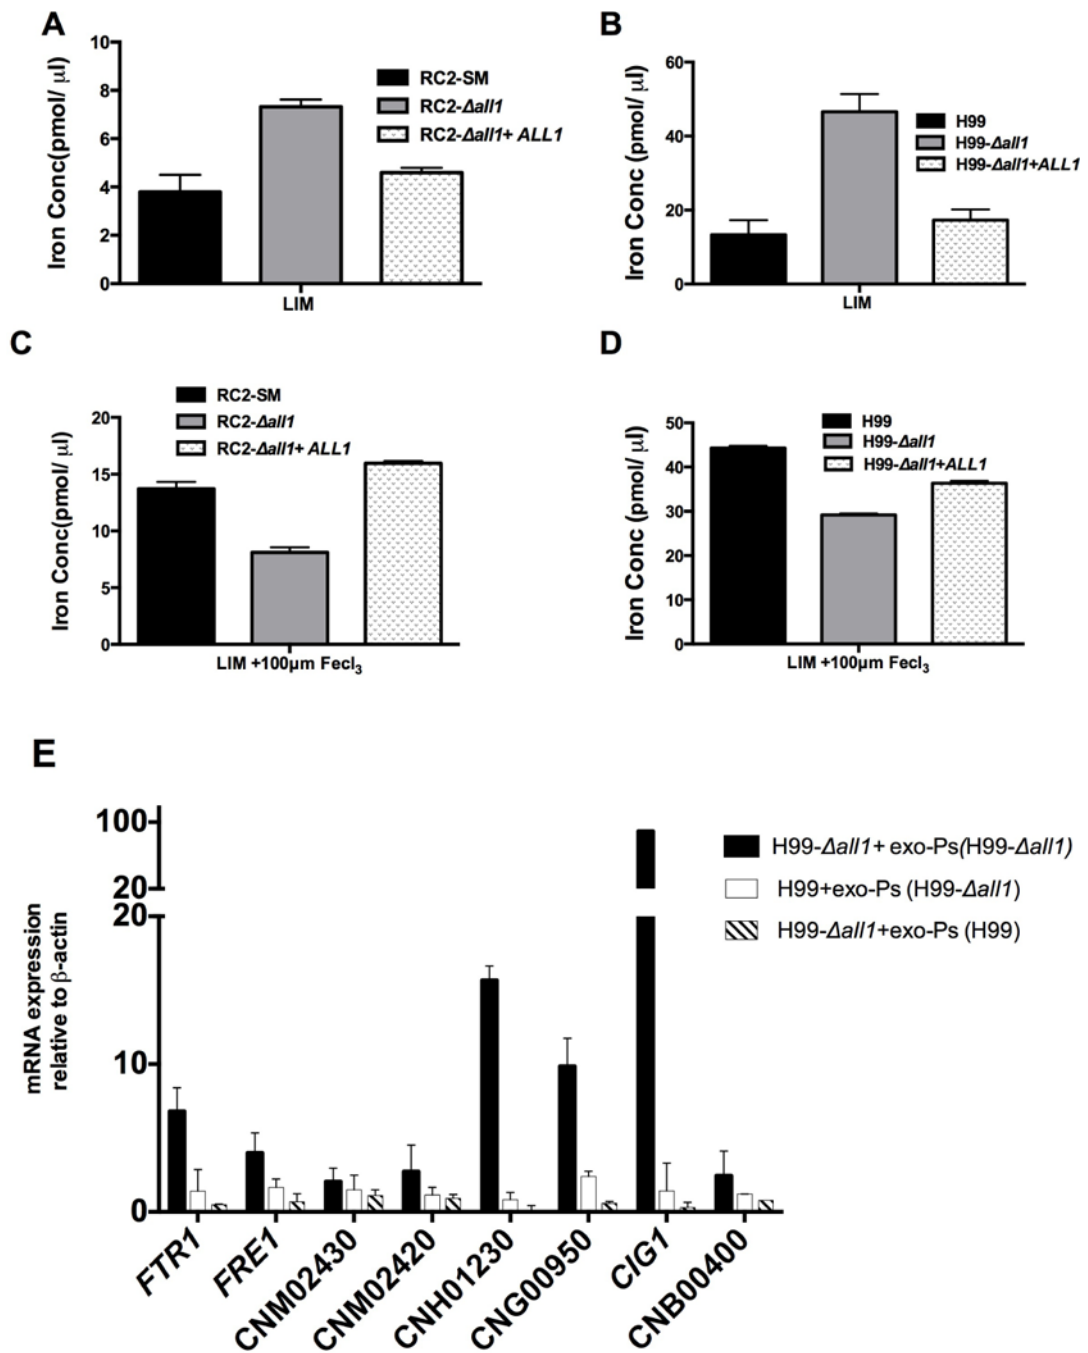 A
Iron Conc(pmol/ μl)
10
8
6
4
2
0
RC2-SM
RC2-Δall1
RC2-Δall1+ ALL1
LIM
B
Iron Conc (pmol/ μl)
60
40
20
0
H99
H99-Δall1
H99-Δall1+ALL1
LIM
C
Iron Conc(pmol/ μl)
20
15
10
5
0
RC2-SM
RC2-Δall1
RC2-Δall1+ ALL1
LIM +100μm Fecl₃
D
Iron Conc (pmol/ μl)
50
40
30
20
10
0
H99
H99-Δall1
H99-Δall1+ALL1
LIM +100μm Fecl₃
E
mRNA expression
relative to β-actin
100
20
20
10
0
H99-Δall1+ exo-Ps(H99-Δall1)
H99+exo-Ps (H99-Δall1)
H99-Δall1+exo-Ps (H99)
FTR1
FRE1
CNM02430
CNM02420
CNH01230
CNG00950
CIG1
CNB00400